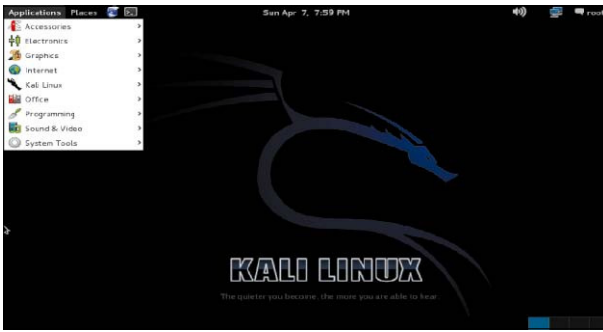 Applications Places Sun Apr 7, 7:59 PM root
Accessories
Electronics
Graphics
Internet
Kali Linux
Office
Programming
Sound & Video
System Tools
KALI LINUX
The quieter you become, the more you are able to hear.